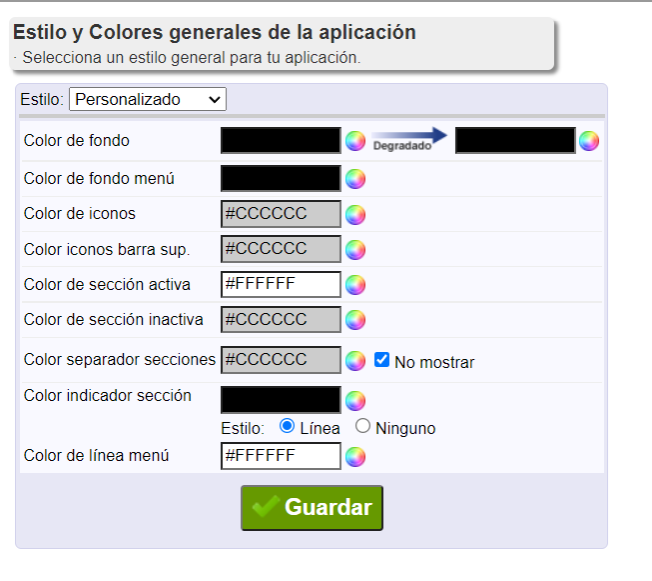 Estilo y Colores generales de la aplicación
· Selecciona un estilo general para tu aplicación.
Estilo: Personalizado
Color de fondo Degradado
Color de fondo menú
Color de iconos #CCCCCC
Color iconos barra sup. #CCCCCC
Color de sección activa #FFFFFF
Color de sección inactiva #CCCCCC
Color separador secciones #CCCCCC No mostrar
Color indicador sección
Estilo: Línea Ninguno
Color de línea menú #FFFFFF
Guardar